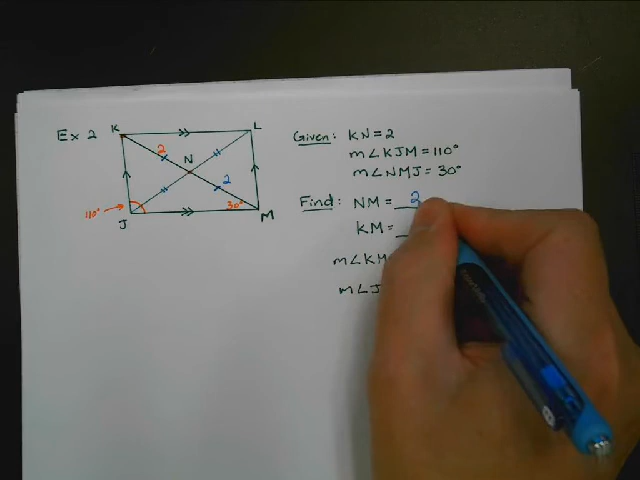 Ex 2
K
L
2
N
2
110°
30°
J
M
Given: KN=2
m∠KJM=110°
m∠NMJ=30°
Find: NM= 2
KM=
m∠KM
m∠J